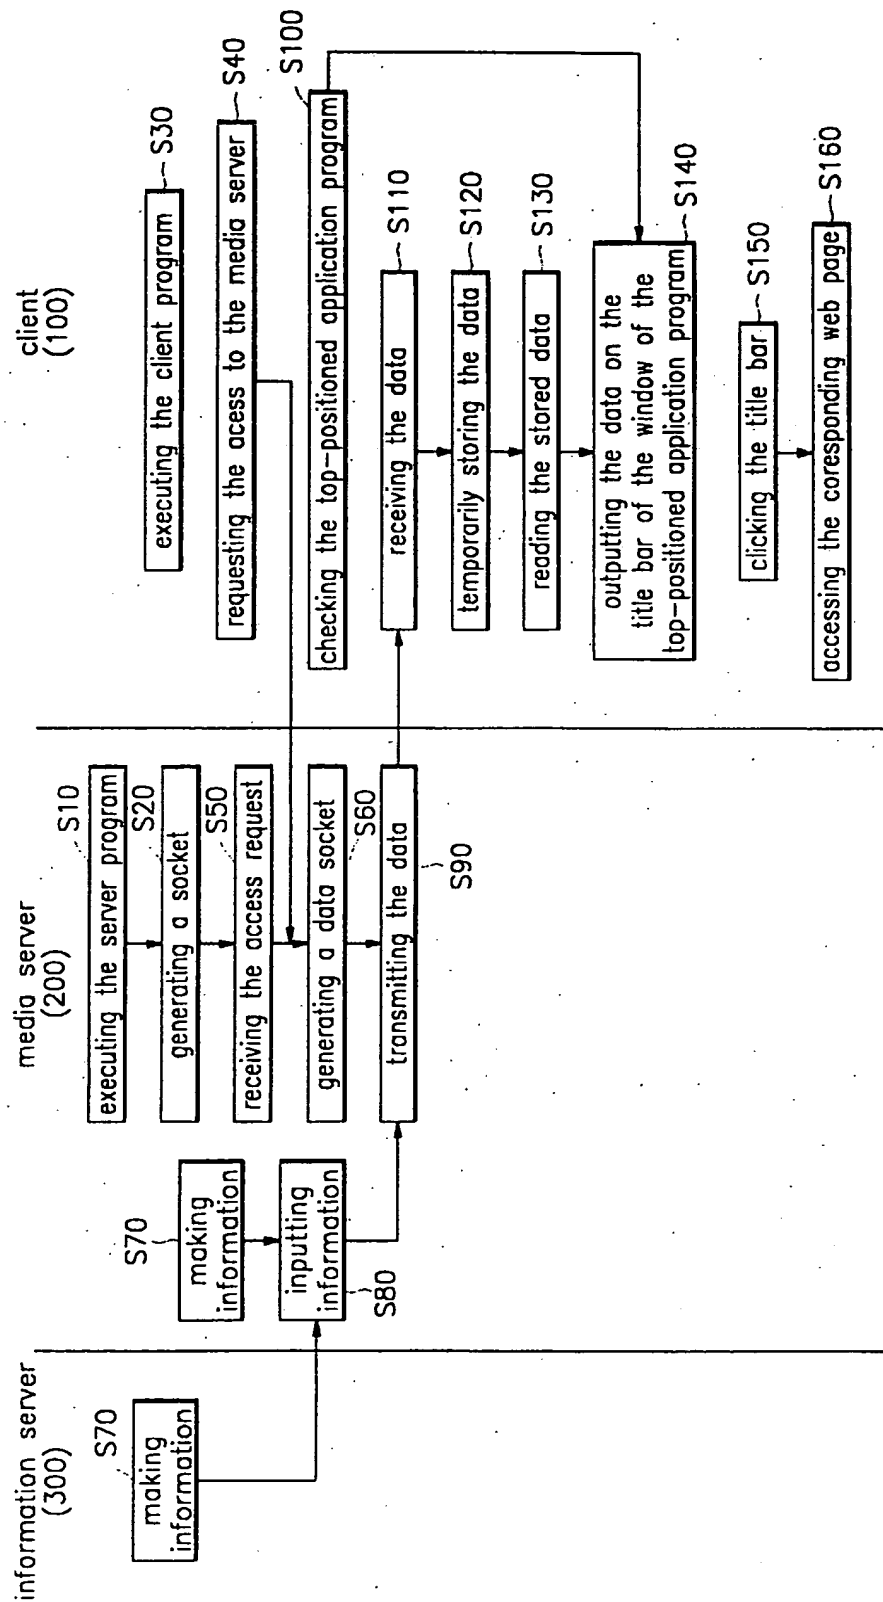 information server
(300)
S70
making
information
media server
(200)
S70
making
information
inputting
information
S80
S10
executing the server program
S20
generating a socket
S50
receiving the access request
generating a data socket
S60
transmitting the data
S90
client
(100)
executing the client program
S30
requesting the acess to the media server
S40
checking the top-positioned application program
S100
receiving the data
S110
temporarily storing the data
S120
reading the stored data
S130
outputting the data on the
title bar of the window of the
top-positioned application program
S140
clicking the title bar
S150
accessing the coresponding web page
S160